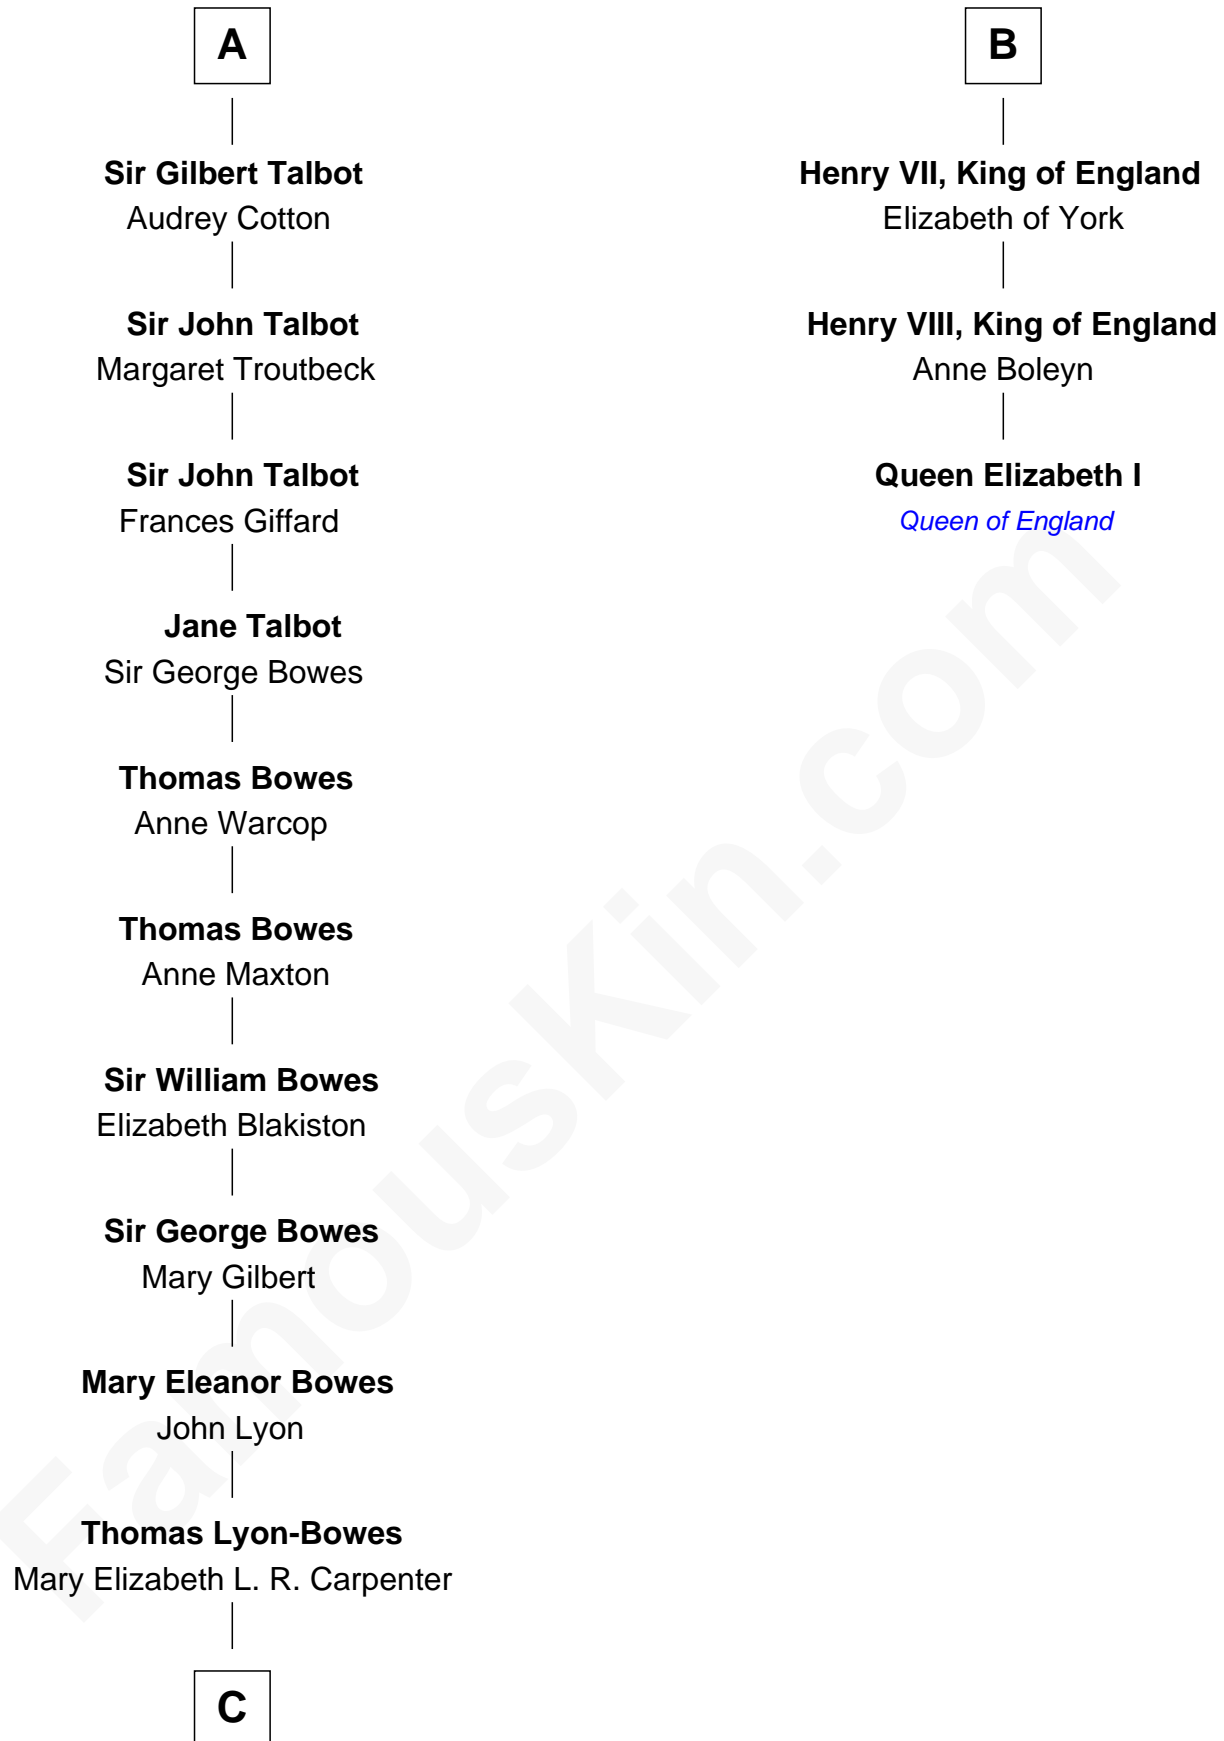 A
Sir Gilbert Talbot
Audrey Cotton
Sir John Talbot
Margaret Troutbeck
Sir John Talbot
Frances Giffard
Jane Talbot
Sir George Bowes
Thomas Bowes
Anne Warcop
Thomas Bowes
Anne Maxton
Sir William Bowes
Elizabeth Blakiston
Sir George Bowes
Mary Gilbert
Mary Eleanor Bowes
John Lyon
Thomas Lyon-Bowes
Mary Elizabeth L. R. Carpenter
C
B
Henry VII, King of England
Elizabeth of York
Henry VIII, King of England
Anne Boleyn
Queen Elizabeth I
Queen of England
FamousKin.com